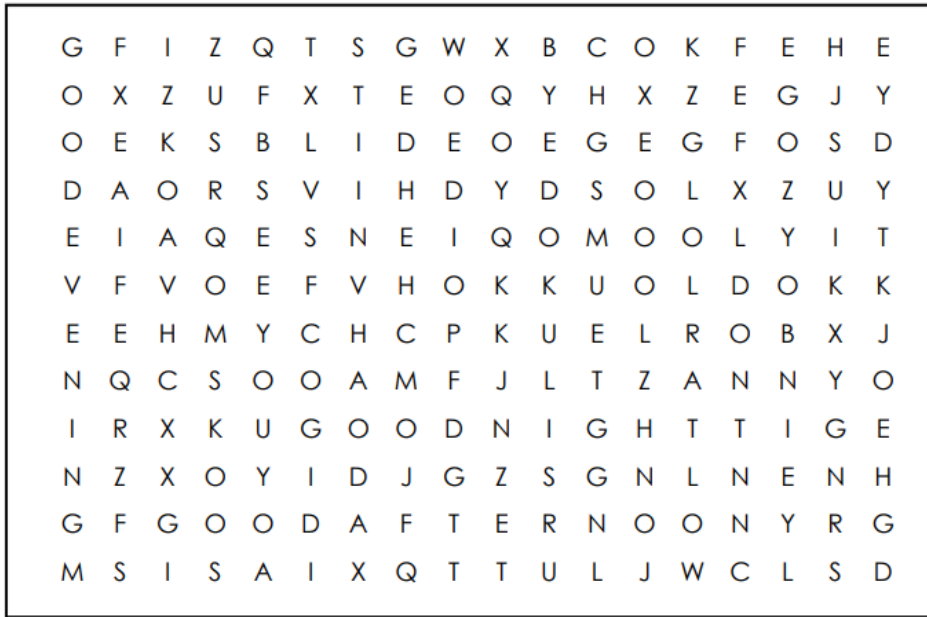 G F I Z Q T S G W X B C O K F E H E
O X Z U F X T E O Q Y H X Z E G J Y
O E K S B L I D E O E G E G F O S D
D A O R S V I H D Y D S O L X Z U Y
E I A Q E S N E I Q O M O O L Y I T
V F V O E F V H O K K U O L D O K K
E E H M Y C H C P K U E L R O B X J
N Q C S O O A M F J L T Z A N N Y O
I R X K U G O O D N I G H T T I G E
N Z X O Y I D J G Z S G N L N E N H
G F G O O D A F T E R N O O N Y R G
M S I S A I X Q T T U L J W C L S D